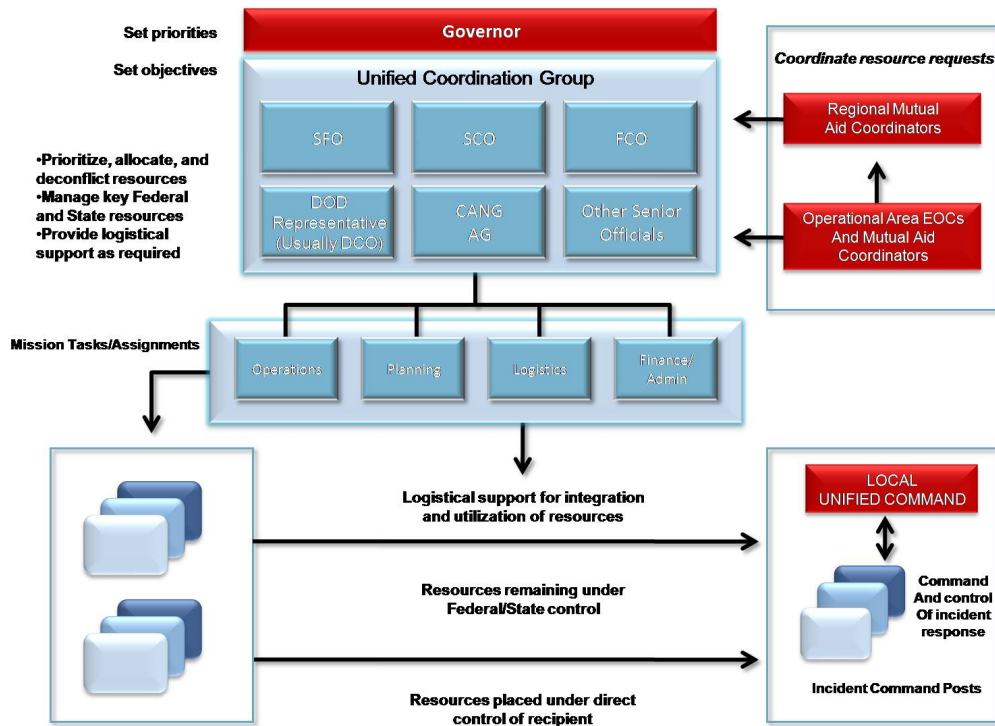 Set priorities
Governor
Set objectives
Unified Coordination Group
SFO
SCO
FCO
DOD
Representative
(Usually DCO)
CANG
AG
Other Senior
Officials
•Prioritize, allocate, and
deconflict resources
•Manage key Federal
and State resources
•Provide logistical
support as required
Coordinate resource requests
Regional Mutual
Aid Coordinators
Operational Area EOCs
And Mutual Aid
Coordinators
Mission Tasks/Assignments
Operations
Planning
Logistics
Finance/
Admin
Logistical support for integration
and utilization of resources
Resources remaining under
Federal/State control
Resources placed under direct
control of recipient
LOCAL
UNIFIED COMMAND
Command
And control
Of incident
response
Incident Command Posts